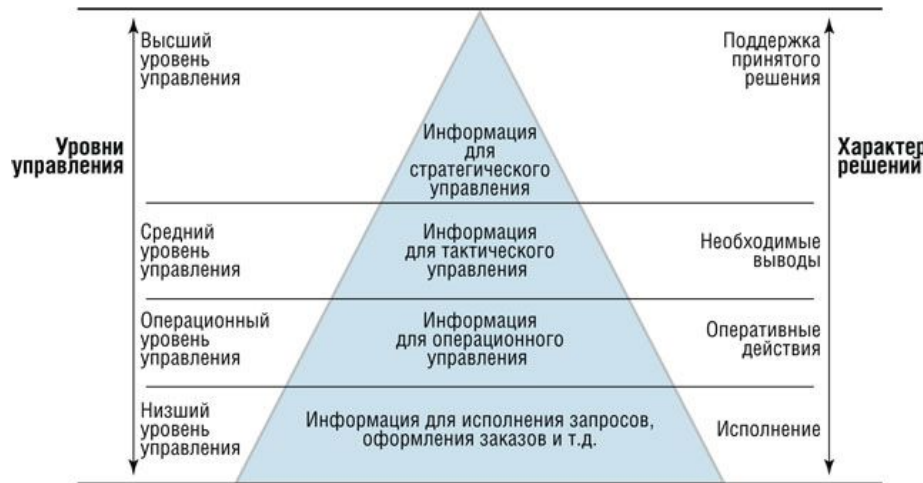 Высший
уровень
управления
Поддержка
принятого
решения
Уровни
управления
Информация
для
стратегического
управления
Характер
решений
Средний
уровень
управления
Информация
для тактического
управления
Необходимые
выводы
Операционный
уровень
управления
Информация
для операционного
управления
Оперативные
действия
Низший
уровень
управления
Информация для исполнения запросов,
оформления заказов и т.д.
Исполнение